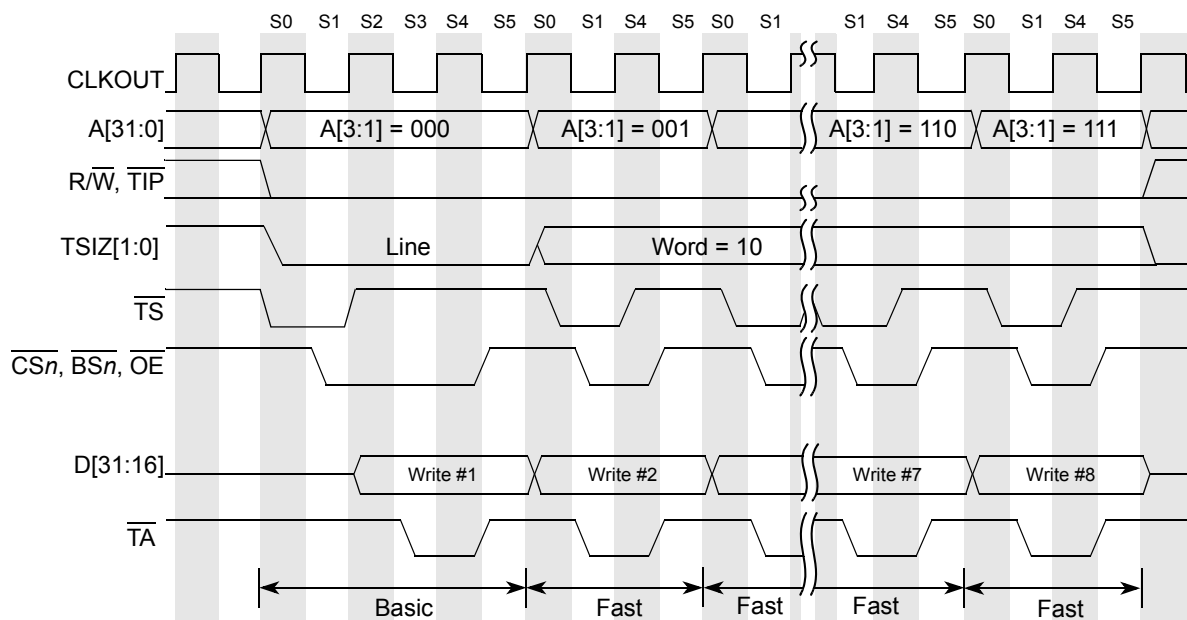 S0 S1 S2 S3 S4 S5 S0 S1 S4 S5 S0 S1 S1 S4 S5 S0 S1 S4 S5
CLKOUT
A[31:0] A[3:1] = 000 A[3:1] = 001 A[3:1] = 110 A[3:1] = 111
R/W, TIP
TSIZ[1:0] Line Word = 10
TS
CSn, BSn, OE
D[31:16] Write #1 Write #2 Write #7 Write #8
TA
Basic Fast Fast Fast Fast